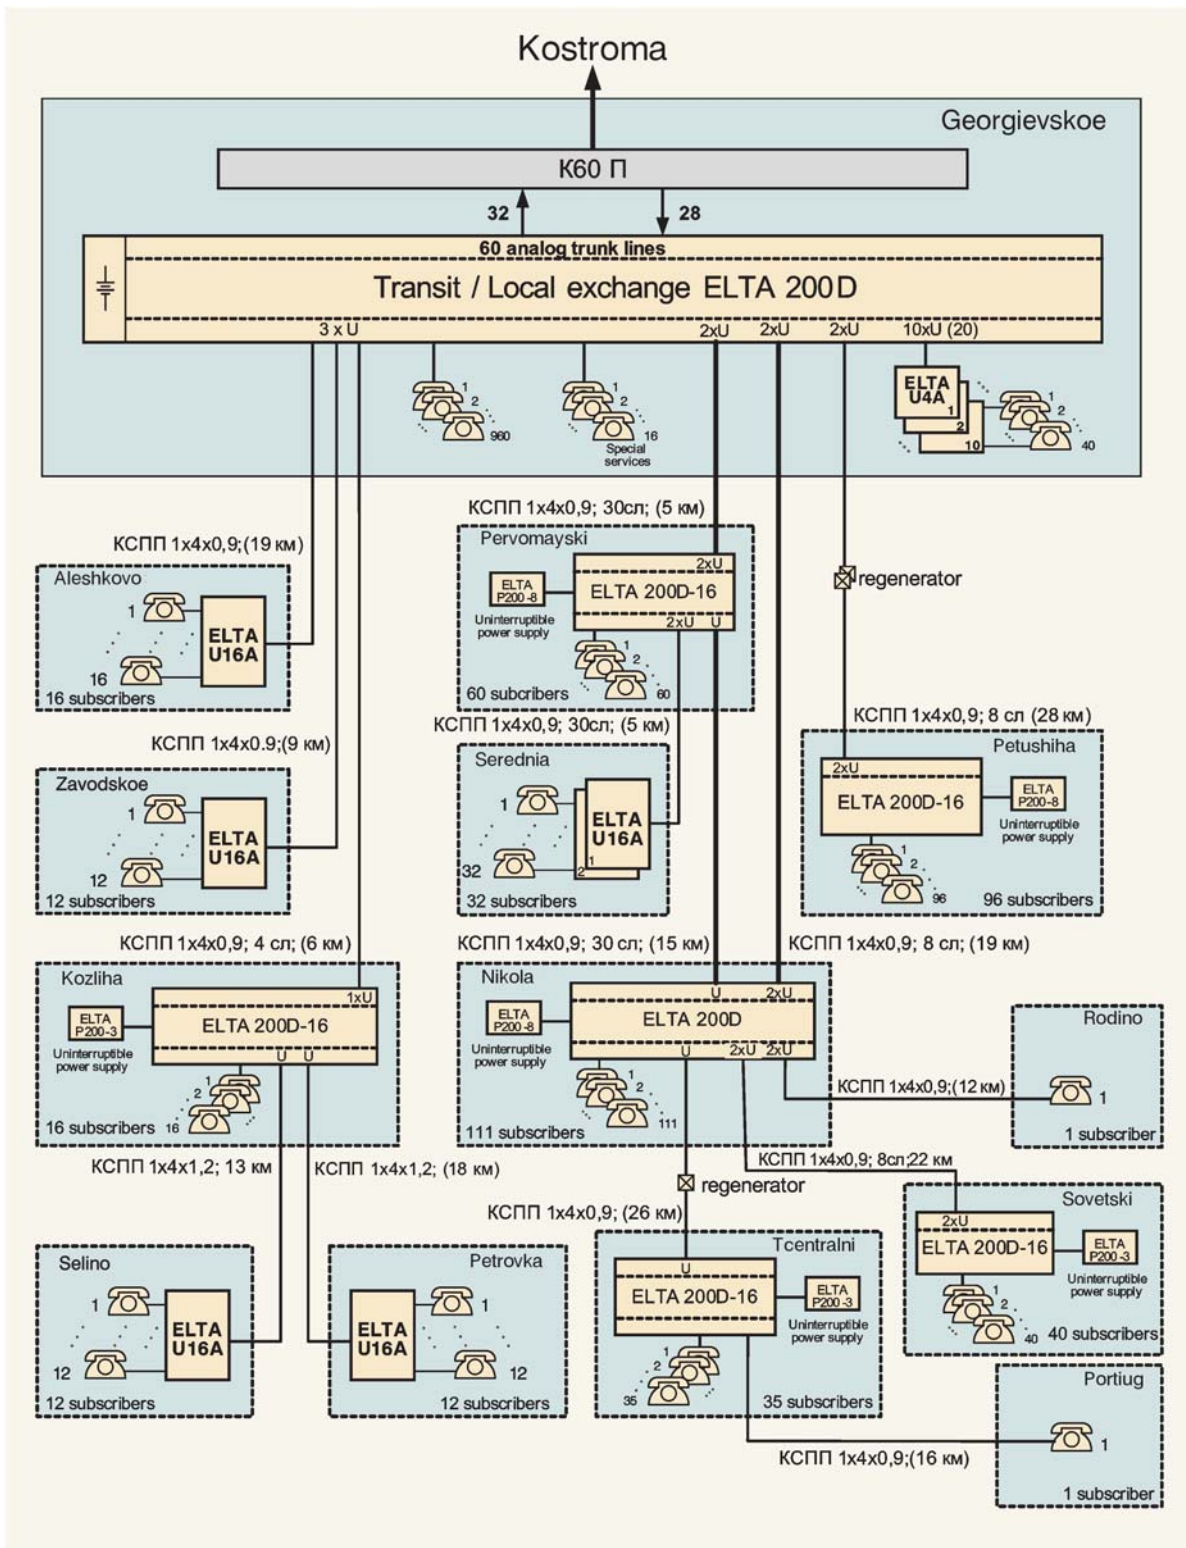 Kostroma
Georgievskoe
К60 П
32
28
60 analog trunk lines
Transit / Local exchange ELTA 200D
3 x U
2xU
2xU
2xU
10xU (20)
1
2
960
1
2
16
Special
services
ELTA
U4A
1
2
10
1
2
40
КСПП 1x4x0,9;(19 км)
Aleshkovo
1
16
ELTA
U16A
16 subscribers
КСПП 1x4x0,9; 30сл; (5 км)
Pervomayski
2xU
ELTA
P200-8
ELTA 200D-16
Uninterruptible
power supply
2xU
U
1
2
60
60 subcribers
regenerator
КСПП 1x4x0.9;(9 км)
Zavodskoe
1
12
ELTA
U16A
12 subscribers
КСПП 1x4x0,9; 30сл; (5 км)
Serednia
1
32
ELTA
U16A
1
2
32 subscribers
КСПП 1x4x0,9; 8 сл (28 км)
Petushiha
2xU
ELTA 200D-16
ELTA
P200-8
Uninterruptible
power supply
1
2
96
96 subscribers
КСПП 1x4x0,9; 4 сл; (6 км)
Kozliha
1xU
ELTA
P200-3
ELTA 200D-16
Uninterruptible
power supply
U
U
1
2
16
16 subscribers
КСПП 1x4x0,9; 30 сл; (15 км)
КСПП 1x4x0,9; 8 сл; (19 км)
Nikola
U
2xU
ELTA
P200-8
ELTA 200D
Uninterruptible
power supply
U
2xU
2xU
1
2
111
111 subscribers
Rodino
КСПП 1x4x0,9;(12 км)
1
1 subscriber
КСПП 1x4x1,2; 13 км
КСПП 1x4x1,2; (18 км)
КСПП 1x4x0,9; 8сл;22 км
regenerator
КСПП 1x4x0,9; (26 км)
Sovetski
2xU
ELTA 200D-16
ELTA
P200-3
Uninterruptible
power supply
1
2
40
40 subscribers
Selino
1
12
ELTA
U16A
12 subscribers
Petrovka
ELTA
U16A
1
12
12 subscribers
Tcentralni
U
ELTA 200D-16
ELTA
P200-3
Uninterruptible
power supply
1
2
35
35 subscribers
Portiug
1
КСПП 1x4x0,9;(16 км)
1 subscriber